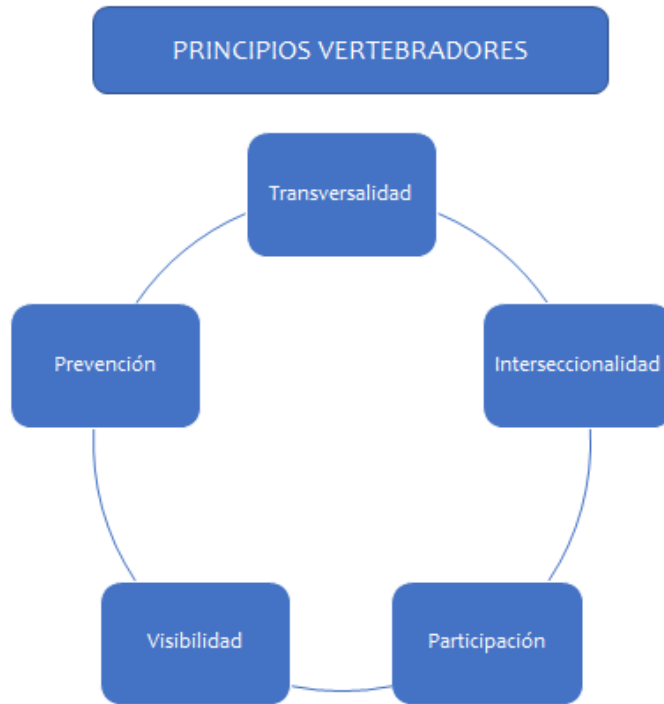 PRINCIPIOS VERTEBRADORES
Transversalidad
Interseccionalidad
Participación
Visibilidad
Prevención